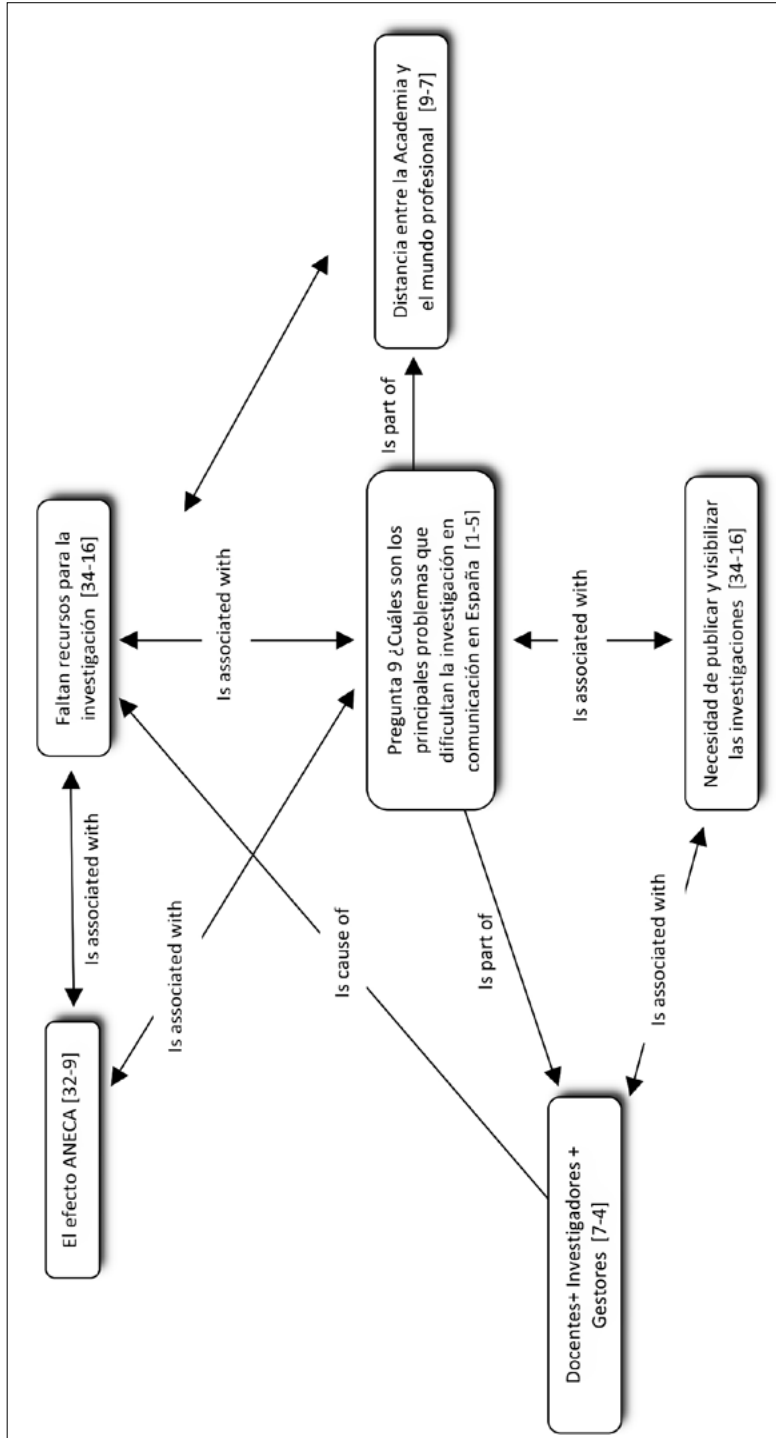 El efecto ANECA [32-9]
Is associated with
Faltan recursos para la
investigación [34-16]
Is associated with
Is associated with
Is cause of
Pregunta 9 ¿Cuáles son los
principales problemas que
dificultan la investigación en
comunicación en España [1-5]
Is part of
Distancia entre la Academia y
el mundo profesional [9-7]
Is part of
Is associated with
Docentes+ Investigadores +
Gestores [7-4]
Is associated with
Necesidad de publicar y visibilizar
las investigaciones [34-16]